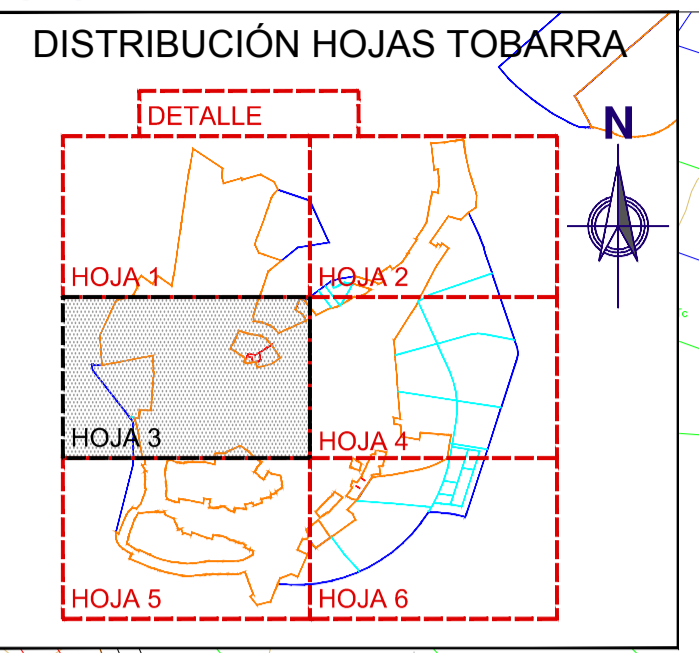 DISTRIBUCIÓN HOJAS TOBARRA
DETALLE
N
HOJA 1
HOJA 2
c
HOJA 3
HOJA 4
HOJA 5
HOJA 6